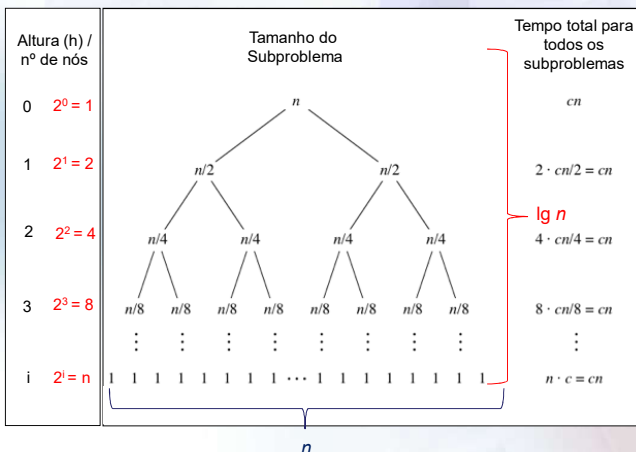 Altura (h) /
nº de nós
Tamanho do
Subproblema
Tempo total para
todos os
subproblemas
0 2⁰ = 1 n cn
1 2¹ = 2 n/2 n/2 2 · cn/2 = cn
lg n
2 2² = 4 n/4 n/4 n/4 n/4 4 · cn/4 = cn
3 2³ = 8 n/8 n/8 n/8 n/8 n/8 n/8 n/8 n/8 8 · cn/8 = cn
⋮ ⋮ ⋮ ⋮ ⋮ ⋮ ⋮ ⋮ ⋮
i 2ⁱ = n 1 1 1 1 1 1 1 1 ··· 1 1 1 1 1 1 1 1 n · c = cn
n